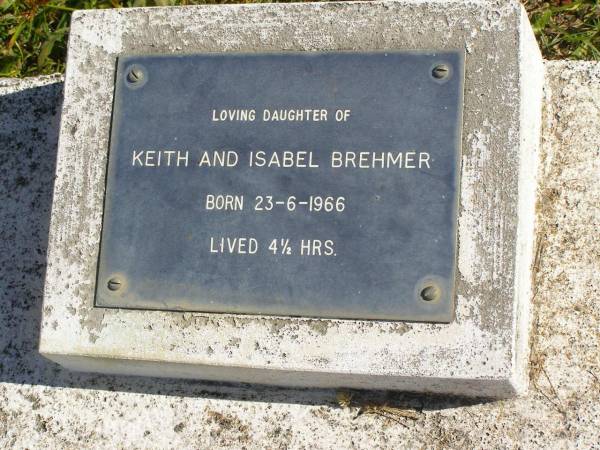 LOVING DAUGHTER OF
KEITH AND ISABEL BREHMER
BORN 23-6-1966
LIVED 4½ HRS.